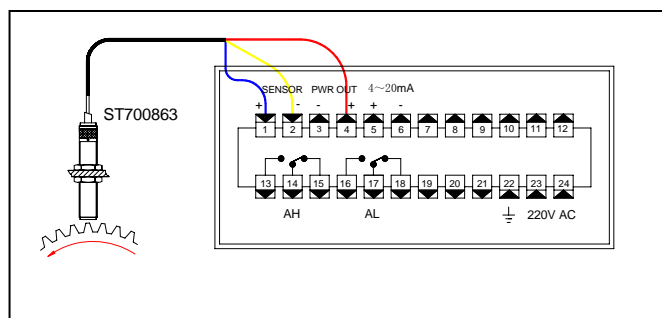 ST700863
SENSOR PWR OUT 4～20mA
+ - - + + -
1 2 3 4 5 6 7 8 9 10 11 12
13 14 15 16 17 18 19 20 21 22 23 24
AH AL 220V AC